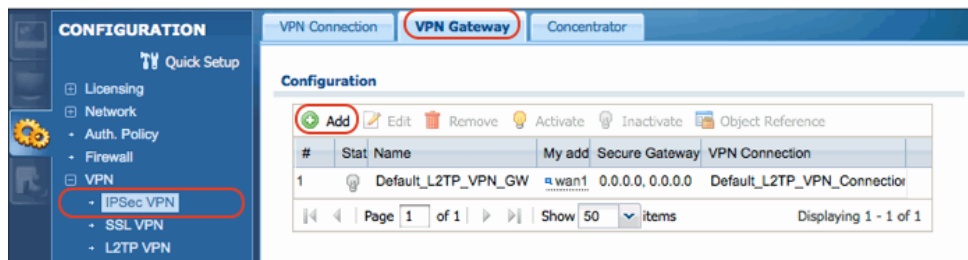 CONFIGURATION
Quick Setup
Licensing
Network
Auth. Policy
Firewall
VPN
IPSec VPN
SSL VPN
L2TP VPN
VPN Connection VPN Gateway Concentrator
Configuration
Add Edit Remove Activate Inactivate Object Reference
# Stat Name My add Secure Gateway VPN Connection
1 Default_L2TP_VPN_GW wan1 0.0.0.0, 0.0.0.0 Default_L2TP_VPN_Connection
Page 1 of 1 Show 50 items Displaying 1 - 1 of 1